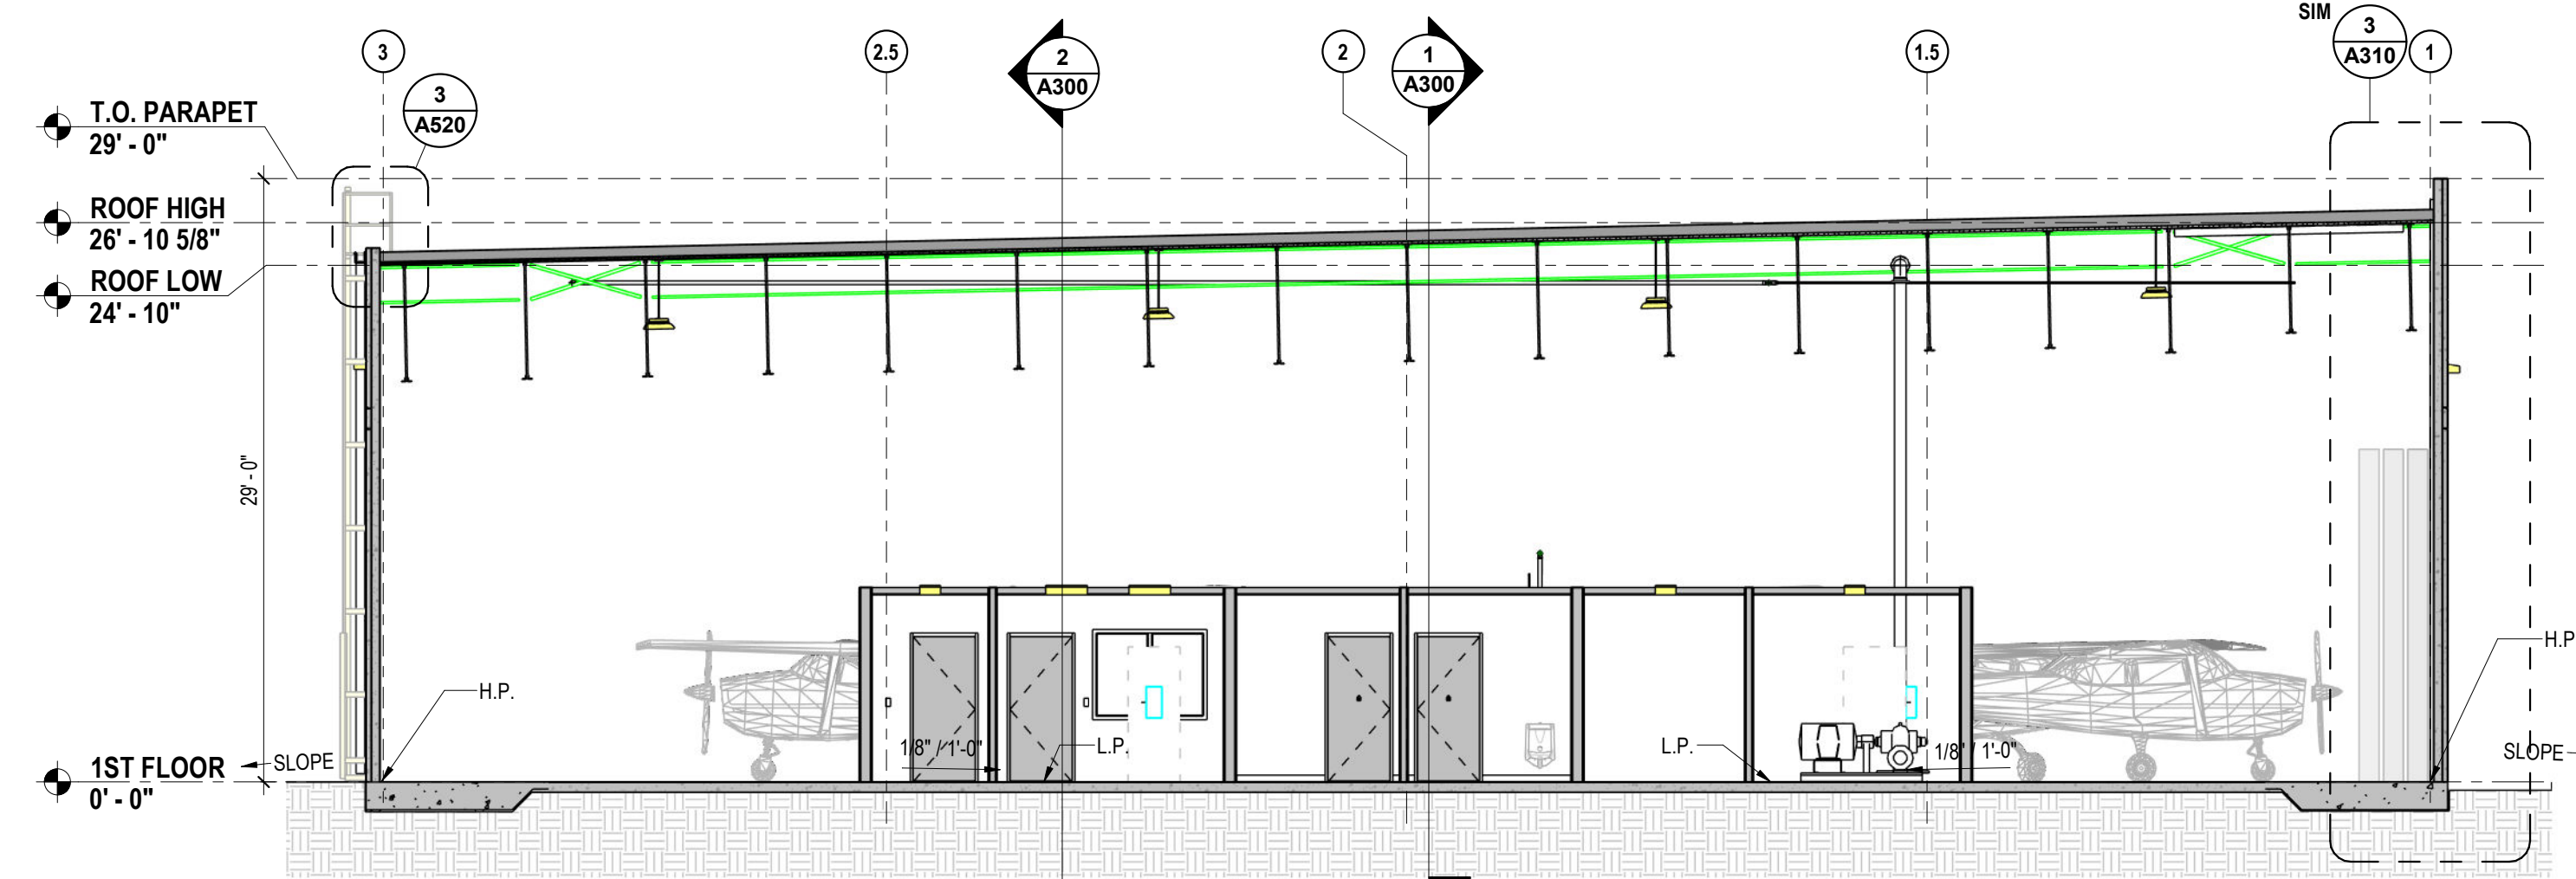 SIM
3
A310
1
3
2.5
2
A300
2
1
A300
1.5
3
A520
T.O. PARAPET
29' - 0"
ROOF HIGH
26' - 10 5/8"
ROOF LOW
24' - 10"
29' - 0"
H.P.
1/8" / 1'-0"
L.P.
L.P.
1/8" / 1'-0"
H.P
SLOPE
SLOPE
1ST FLOOR
0' - 0"